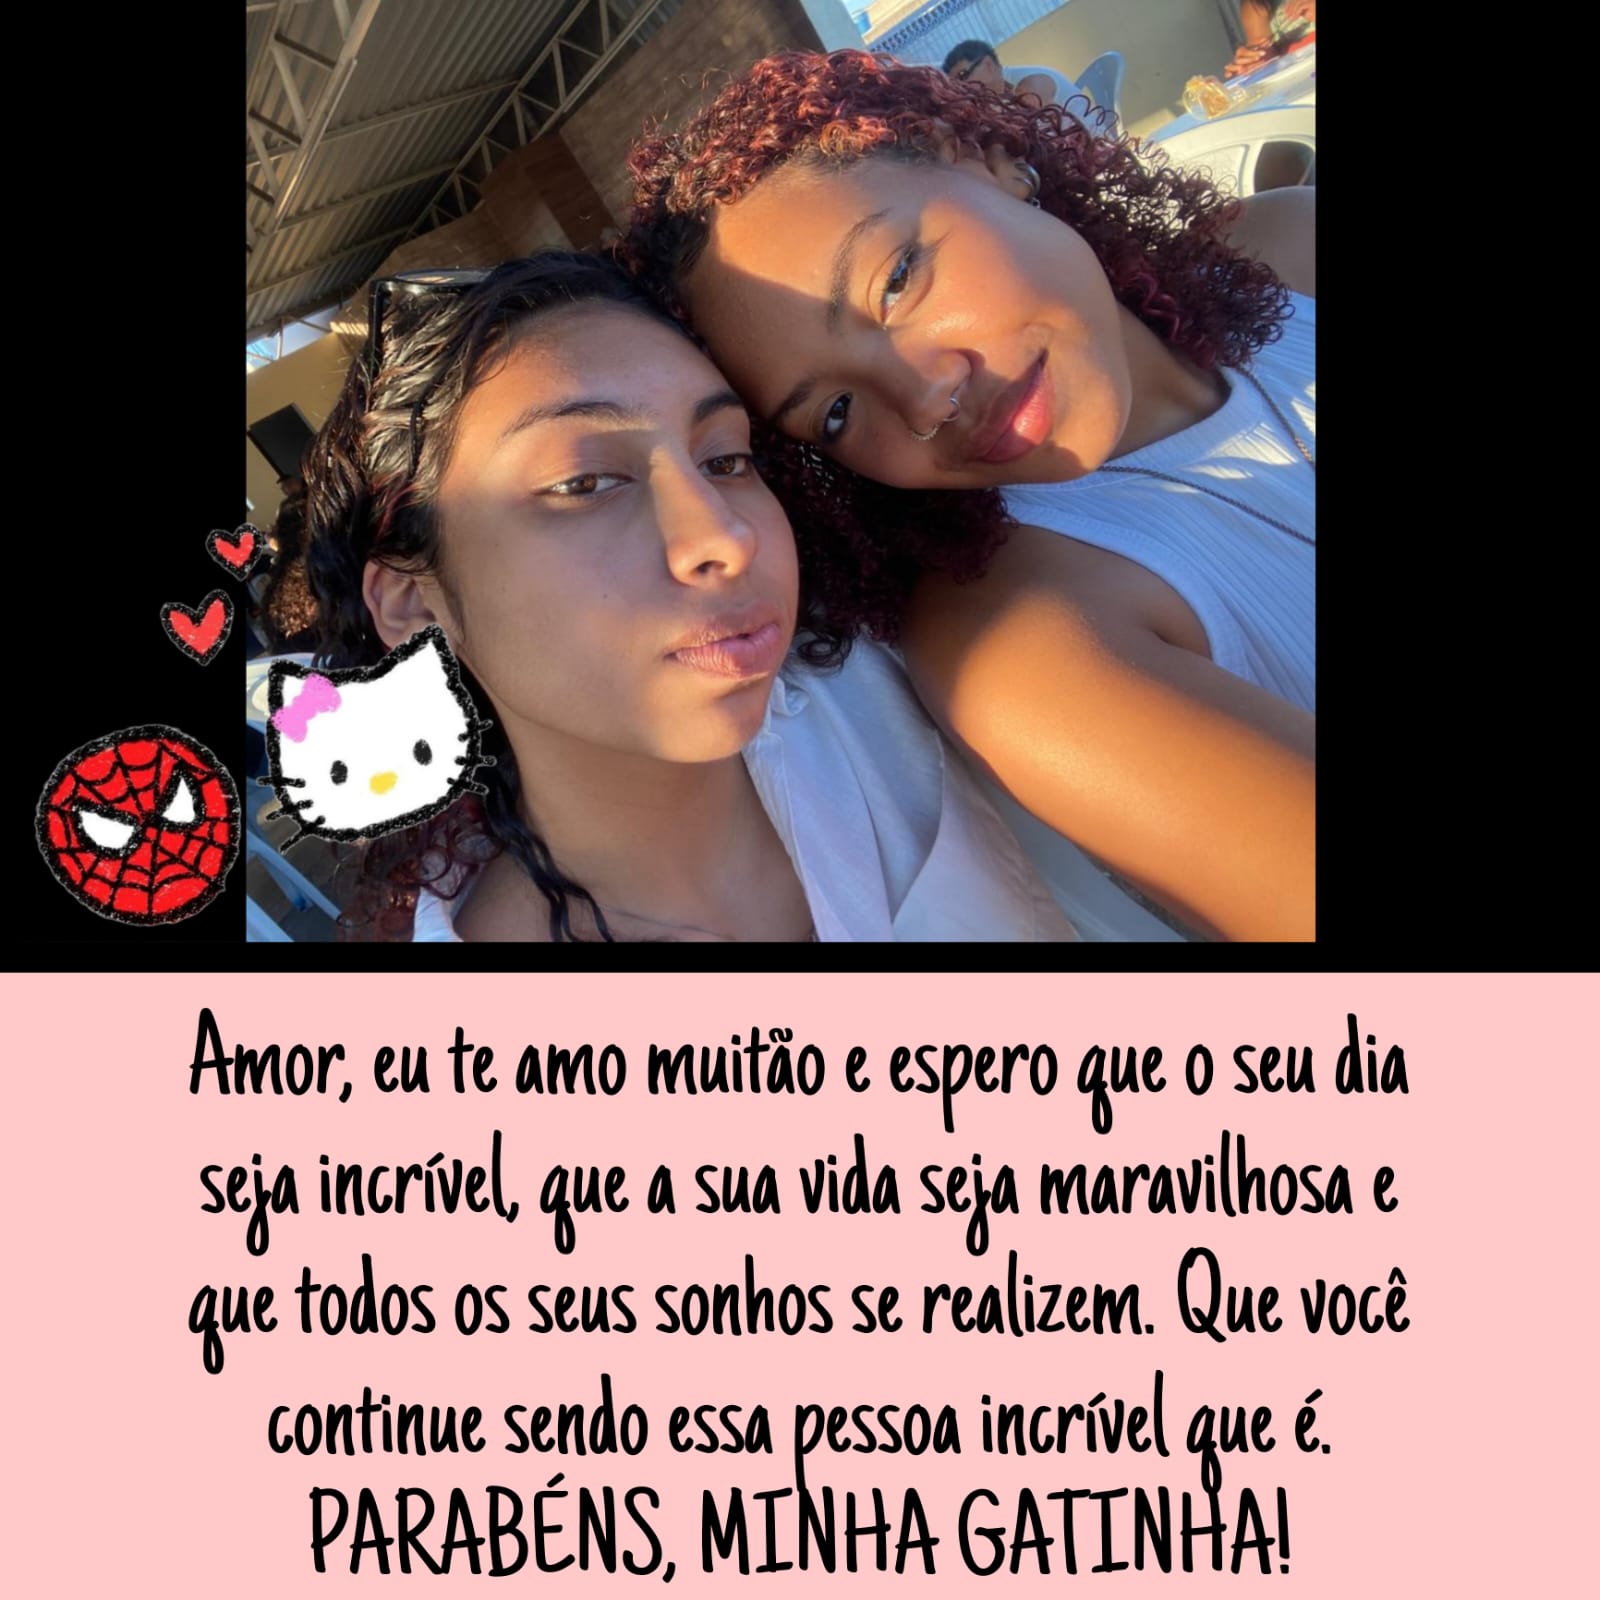 Amor, eu te amo muitão e espero que o seu dia
seja incrível, que a sua vida seja maravilhosa e
que todos os seus sonhos se realizem. Que você
continue sendo essa pessoa incrível que é.
PARABÉNS, MINHA GATINHA!